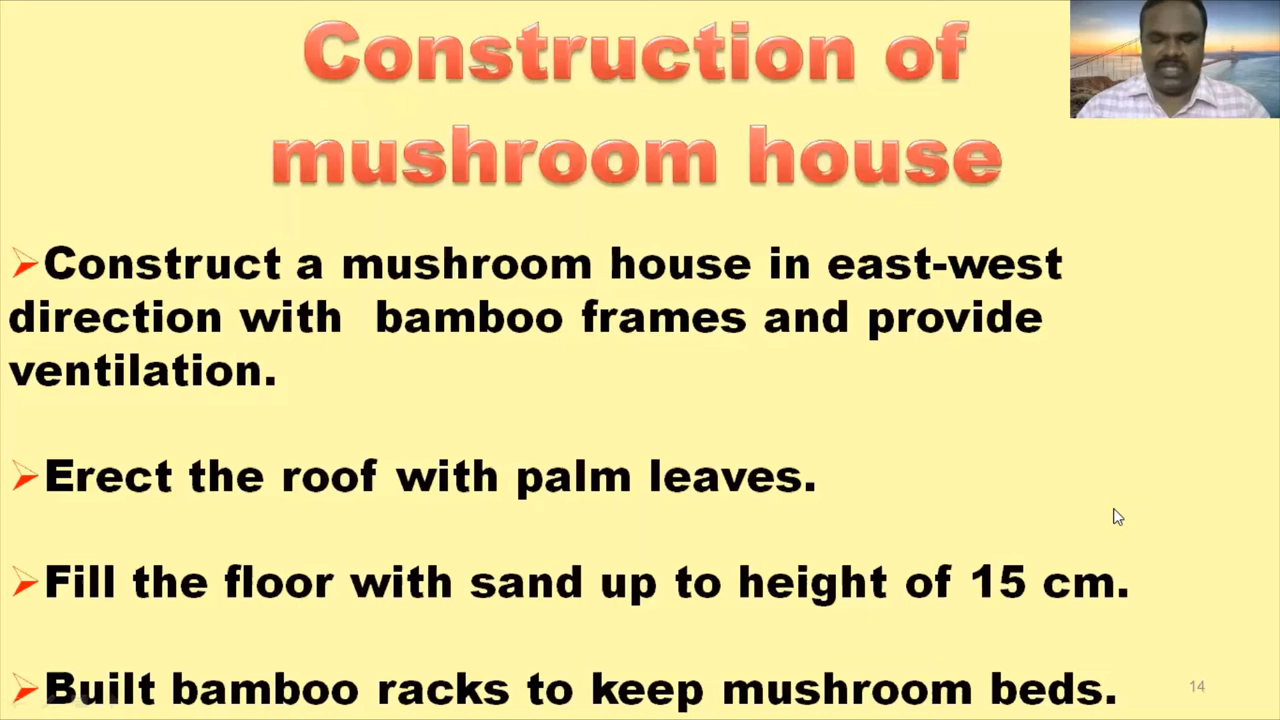 Construction of
mushroom house
➢Construct a mushroom house in east-west
direction with bamboo frames and provide
ventilation.
➢Erect the roof with palm leaves.
➢Fill the floor with sand up to height of 15 cm.
➢Built bamboo racks to keep mushroom beds.
14